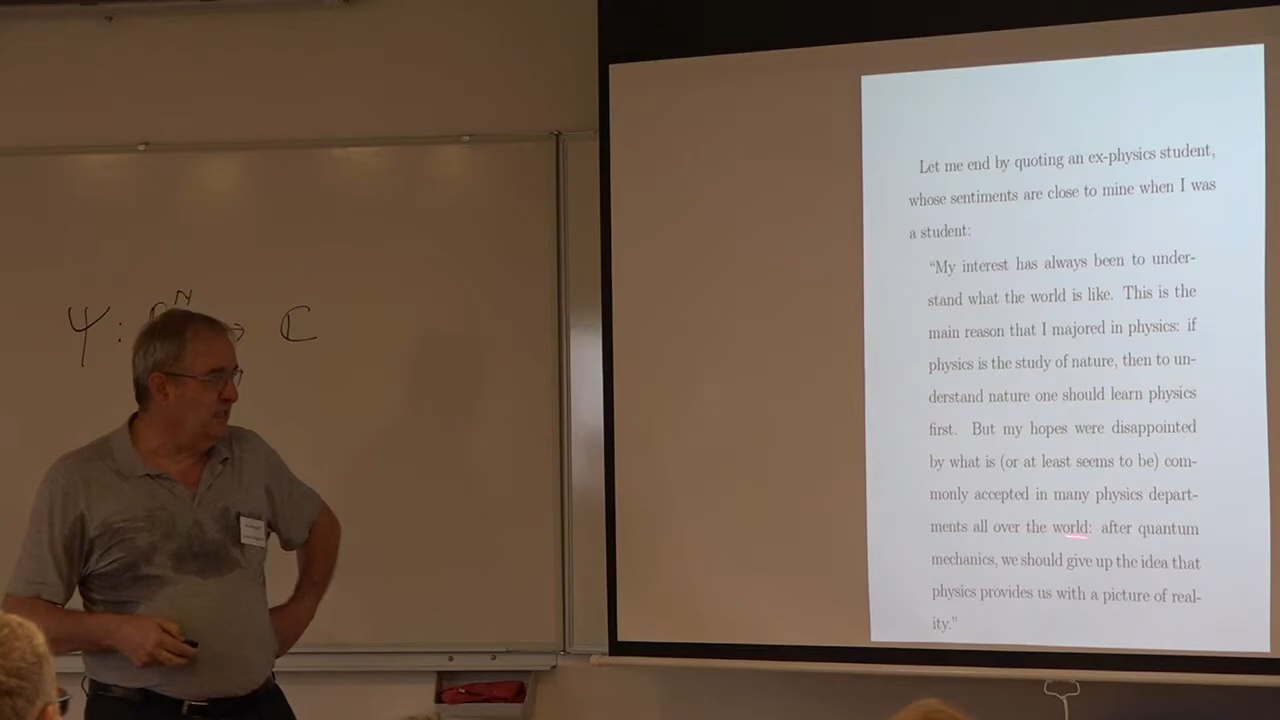 Ψ: N → ℂ
Let me end by quoting an ex-physics student,
whose sentiments are close to mine when I was
a student:
“My interest has always been to under-
stand what the world is like. This is the
main reason that I majored in physics: if
physics is the study of nature, then to un-
derstand nature one should learn physics
first. But my hopes were disappointed
by what is (or at least seems to be) com-
monly accepted in many physics depart-
ments all over the world: after quantum
mechanics, we should give up the idea that
physics provides us with a picture of real-
ity.”